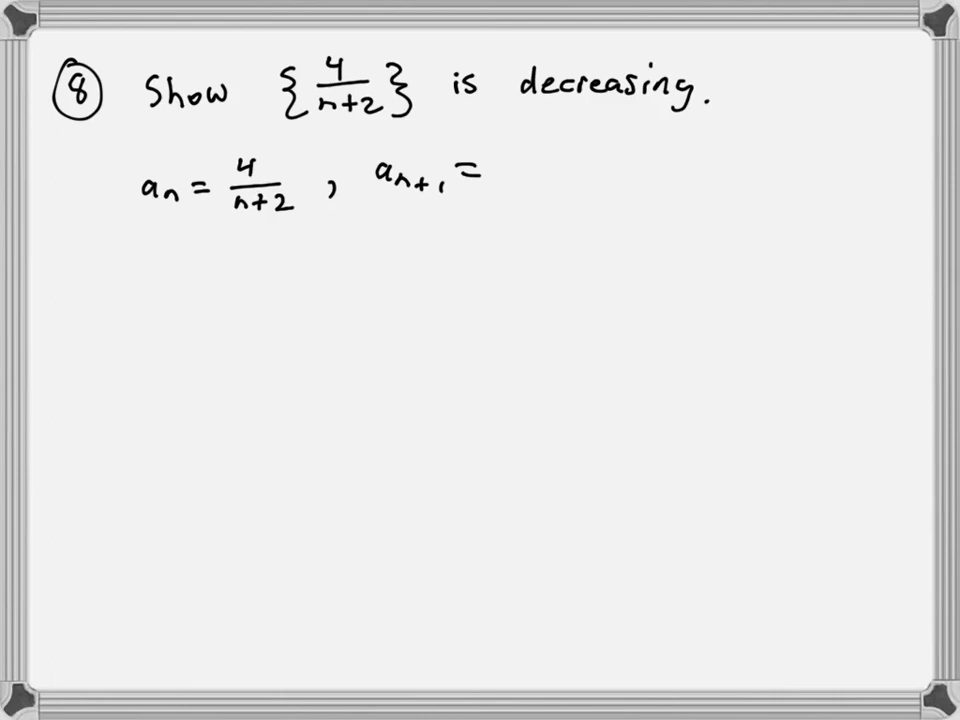 ⑧ Show {4/(n+2)} is decreasing.
aₙ = 4/(n+2) , aₙ₊₁ =